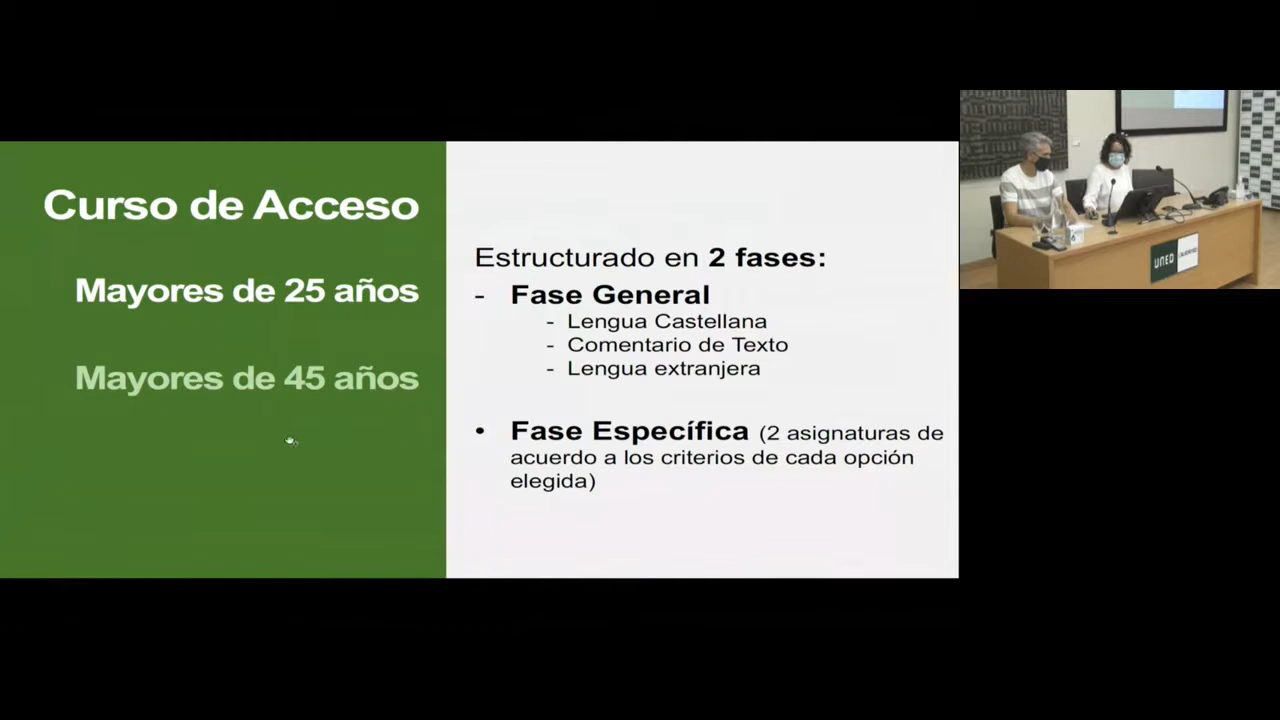 Curso de Acceso
Mayores de 25 años
Mayores de 45 años
Estructurado en 2 fases:
- Fase General
- Lengua Castellana
- Comentario de Texto
- Lengua extranjera
• Fase Específica (2 asignaturas de
acuerdo a los criterios de cada opción
elegida)
UNED